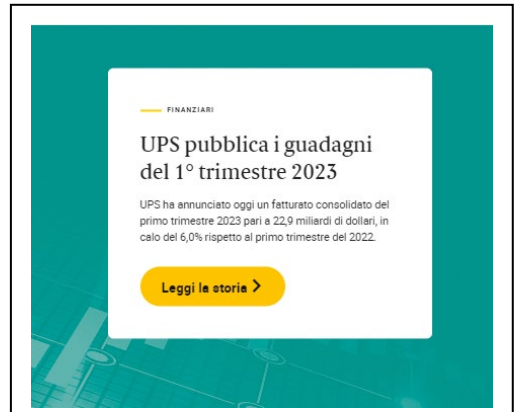 FINANZIARI
UPS pubblica i guadagni
del 1° trimestre 2023
UPS ha annunciato oggi un fatturato consolidato del
primo trimestre 2023 pari a 22,9 miliardi di dollari, in
calo del 6,0% rispetto al primo trimestre del 2022.
Leggi la storia